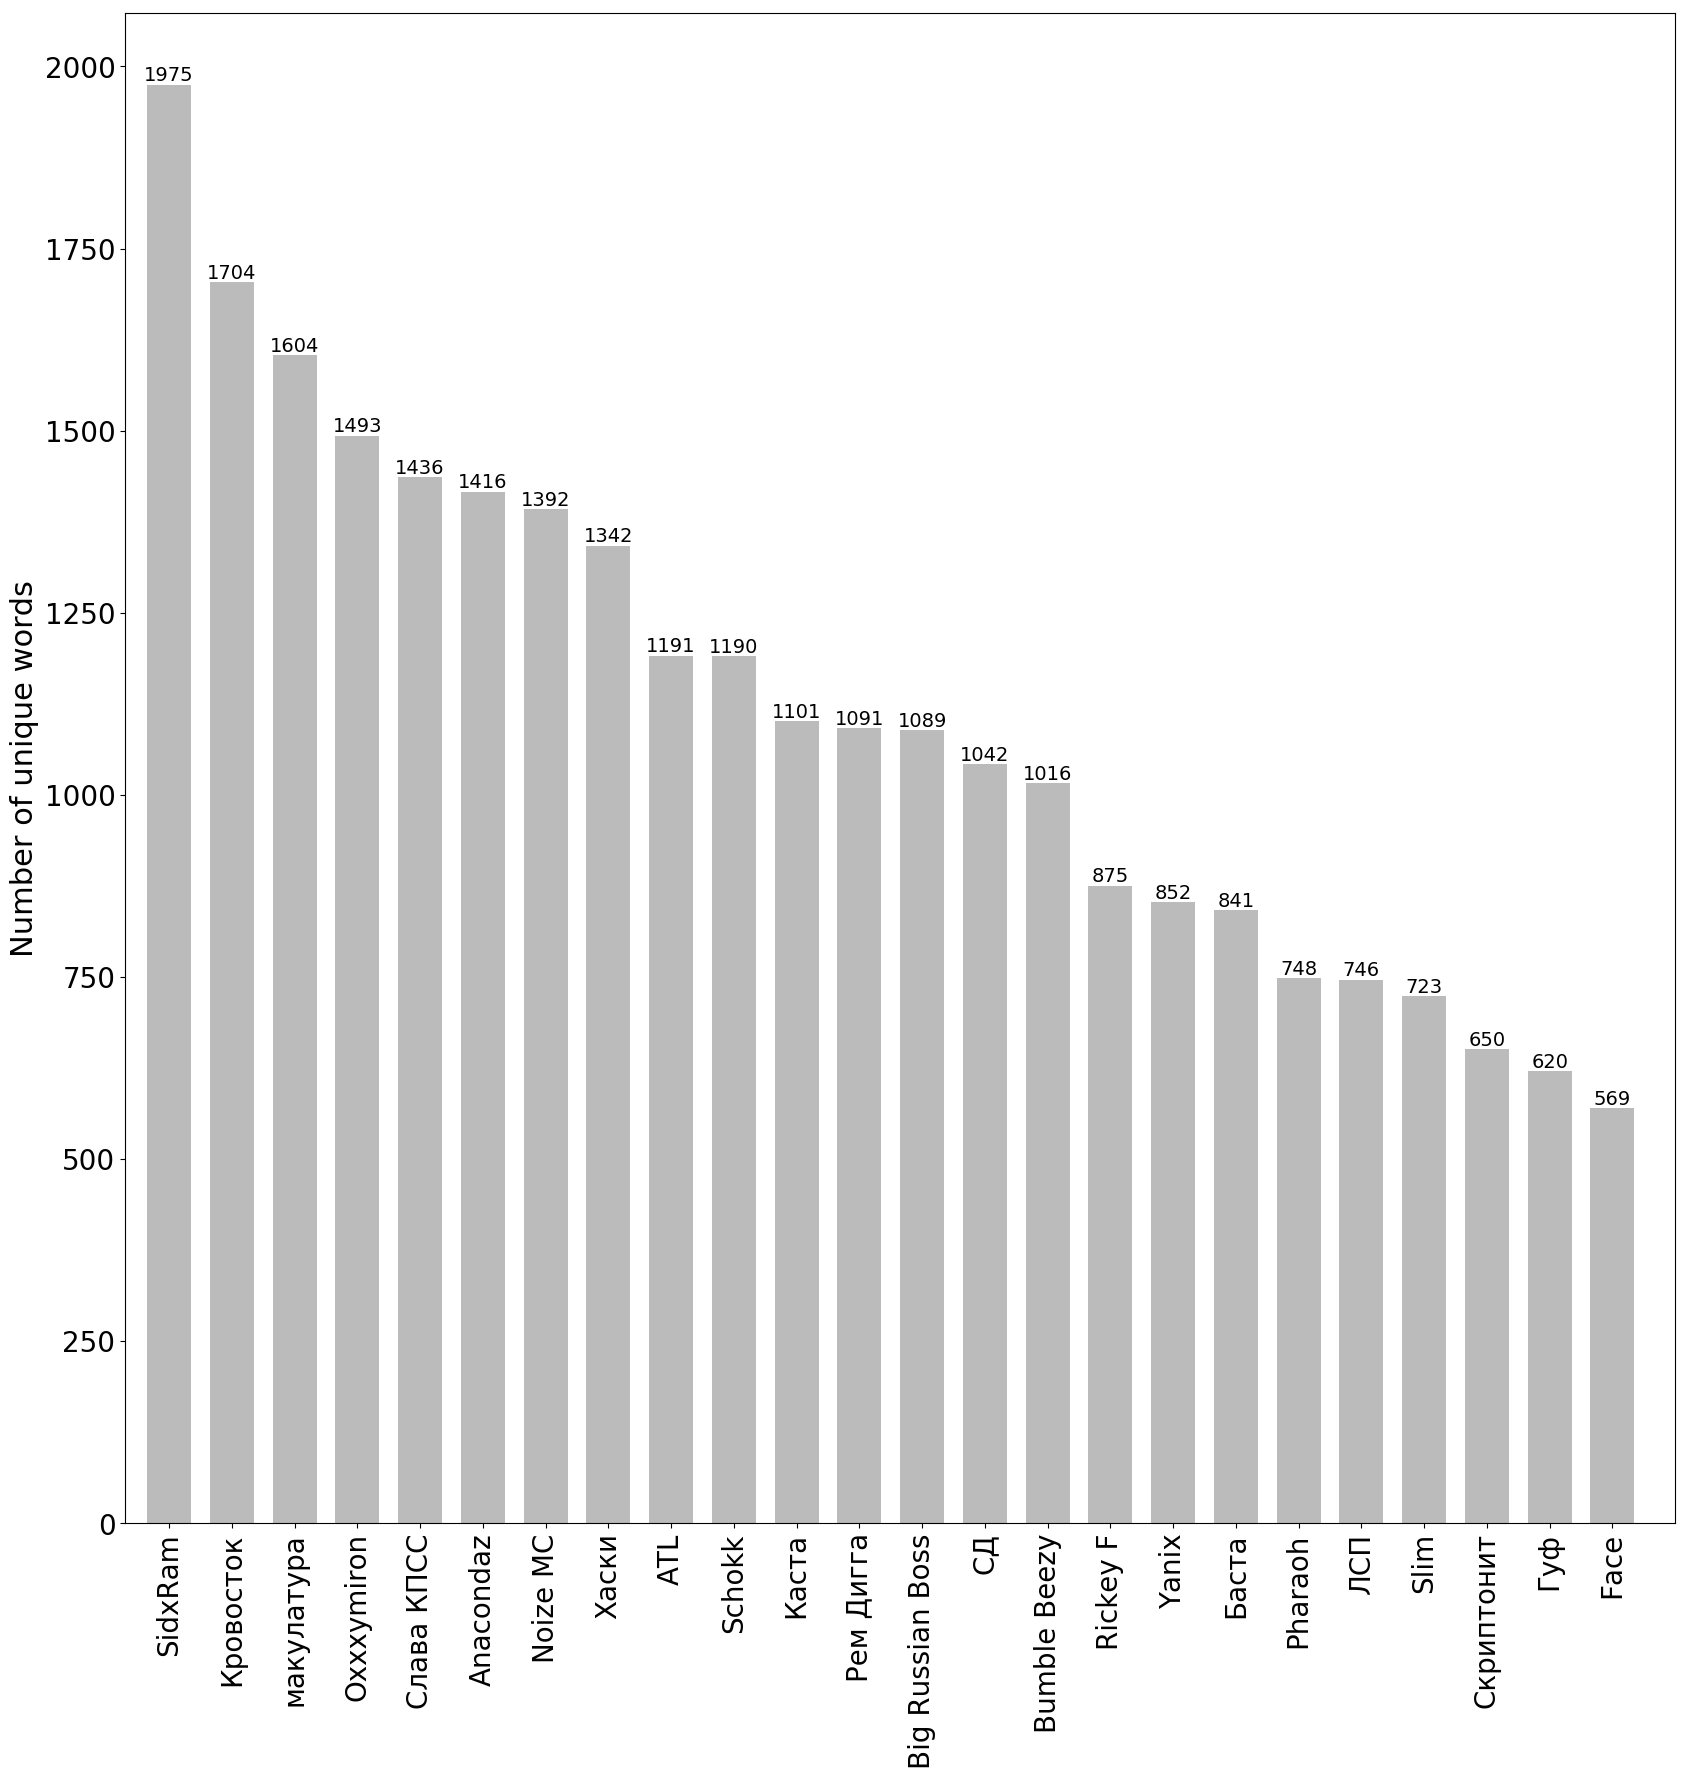 Number of unique words
2000
1750
1500
1250
1000
750
500
250
0
1975
1704
1604
1493
1436
1416
1392
1342
1191
1190
1101
1091
1089
1042
1016
875
852
841
748
746
723
650
620
569
SidxRam
Кровосток
макулатура
Oxxxymiron
Слава КПСС
Anacondaz
Noize MC
Хаски
ATL
Schokk
Каста
Рем Дигга
Big Russian Boss
СД
Bumble Beezy
Rickey F
Yanix
Баста
Pharaoh
ЛСП
Slim
Скриптонит
Гуф
Face